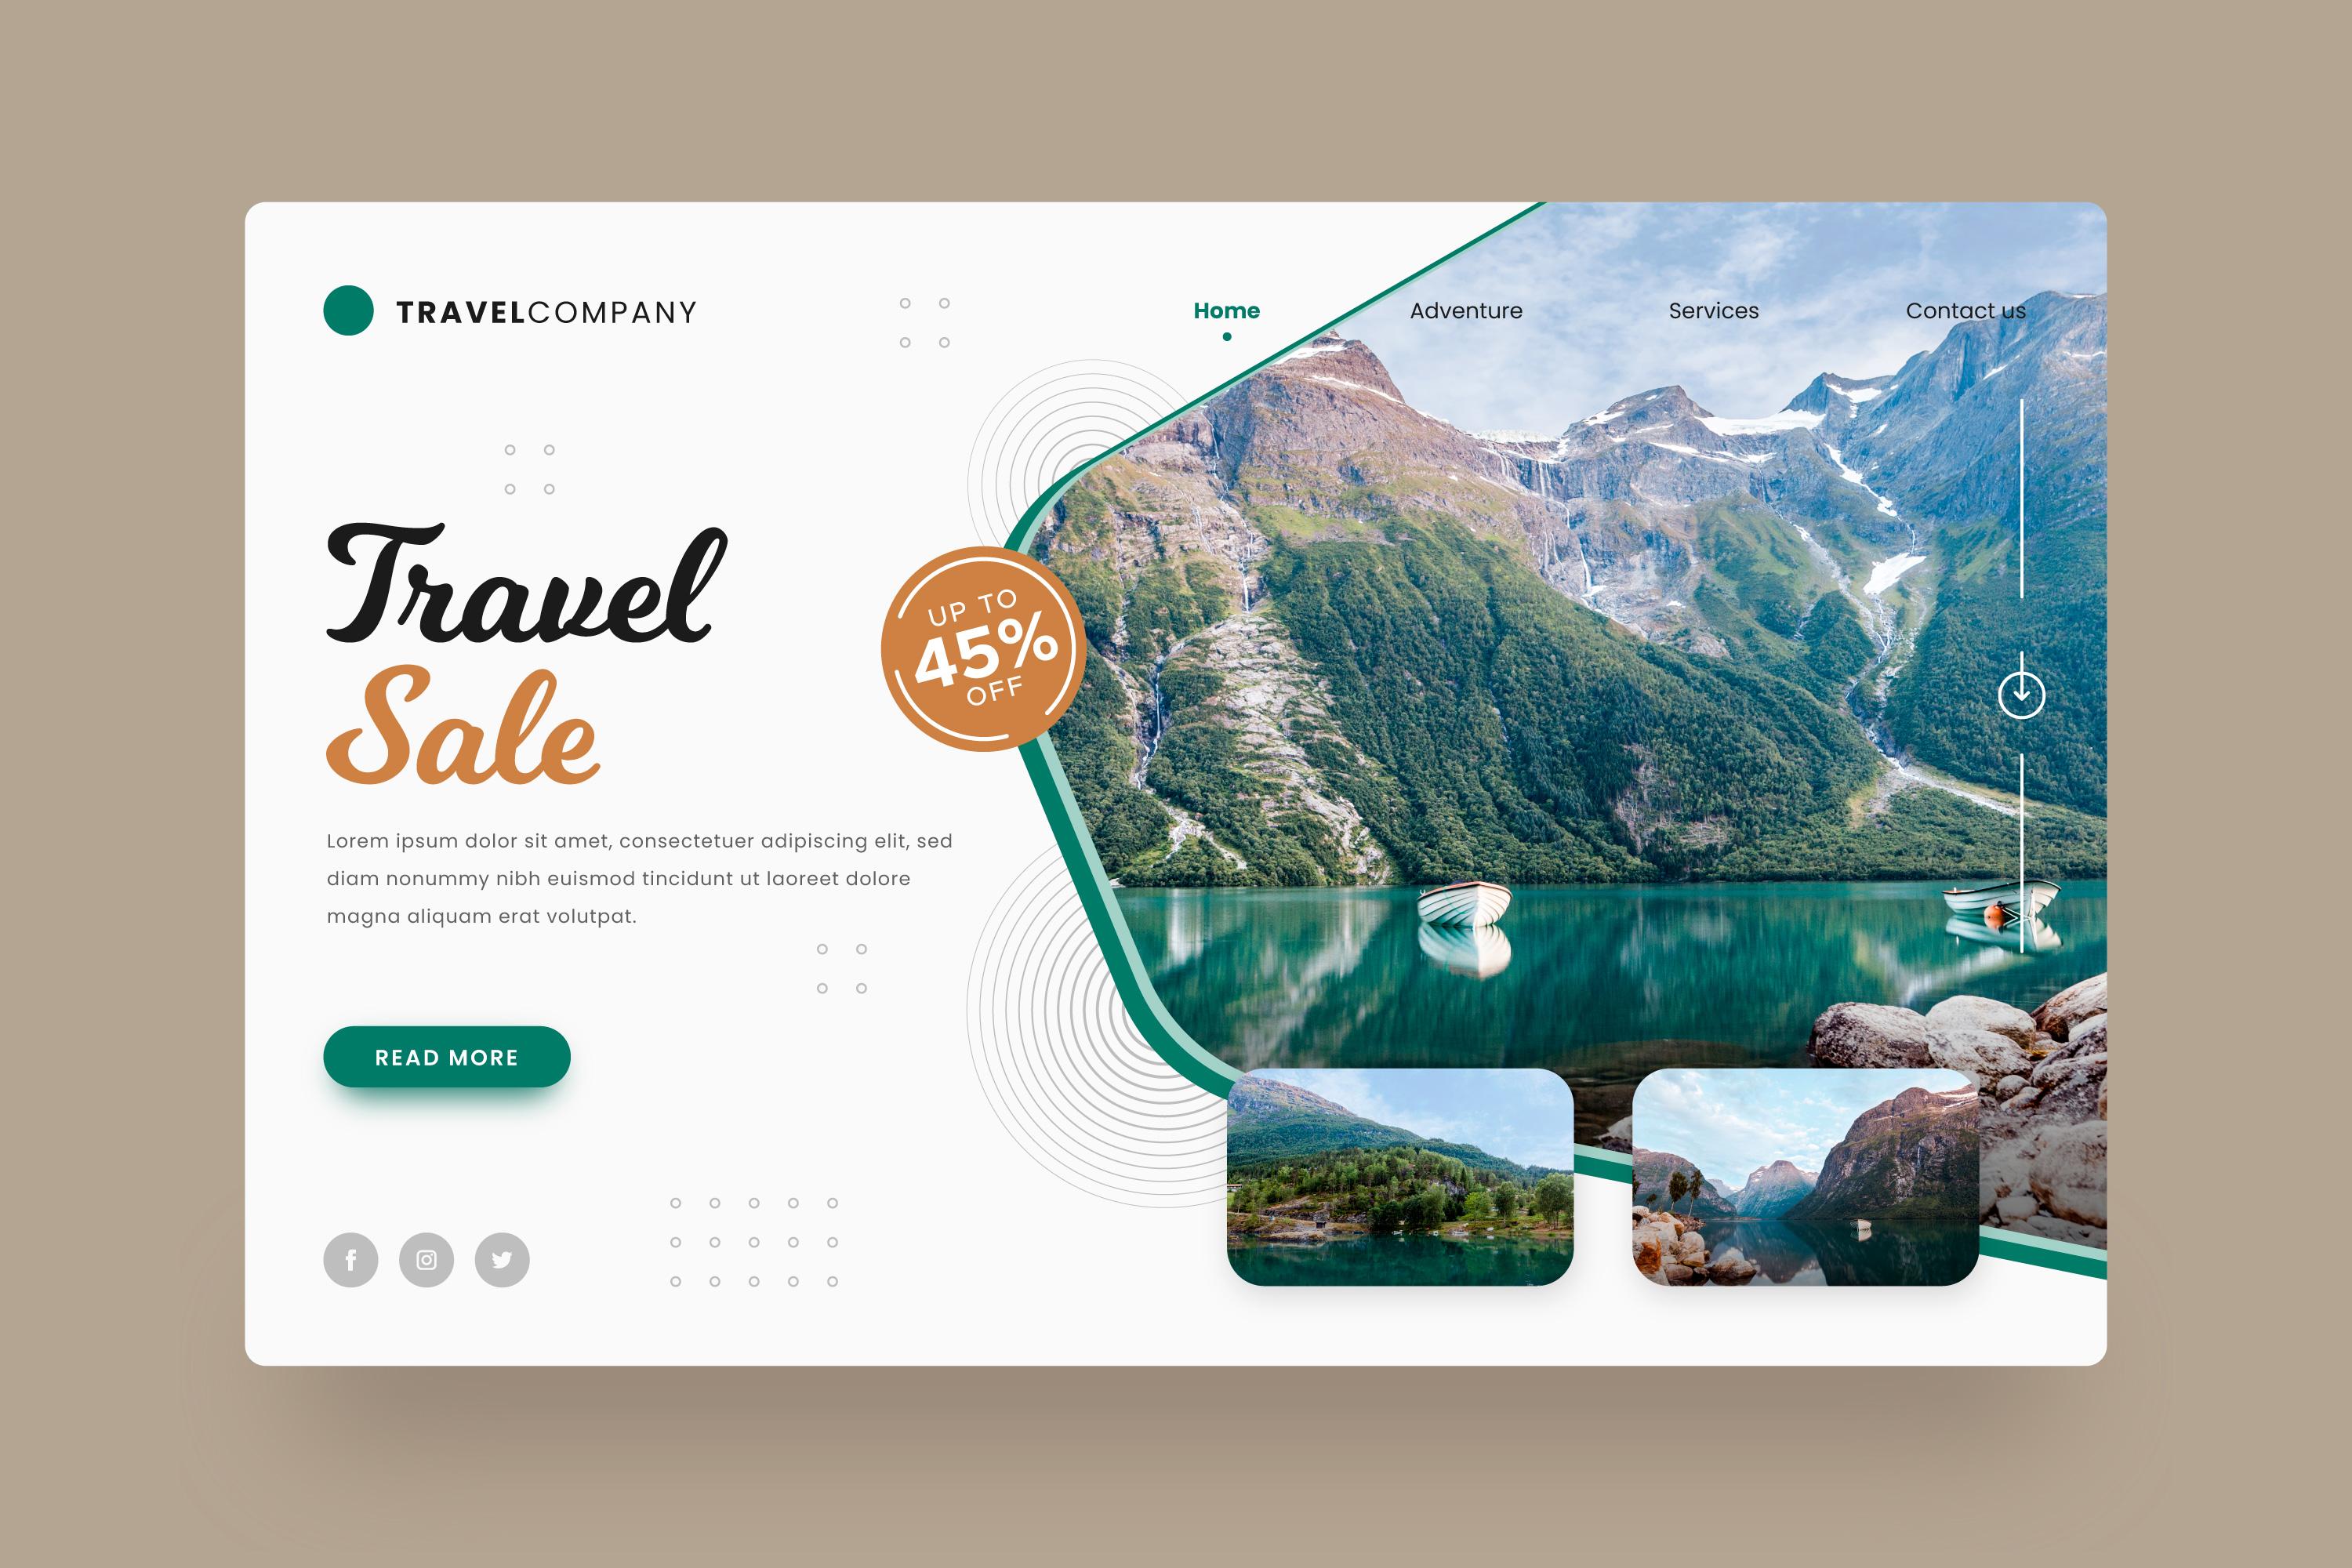 TRAVELCOMPANY
Home
Adventure
Services
Contact us
Travel
Sale
UP TO
45%
OFF
Lorem ipsum dolor sit amet, consectetuer adipiscing elit, sed
diam nonummy nibh euismod tincidunt ut laoreet dolore
magna aliquam erat volutpat.
READ MORE